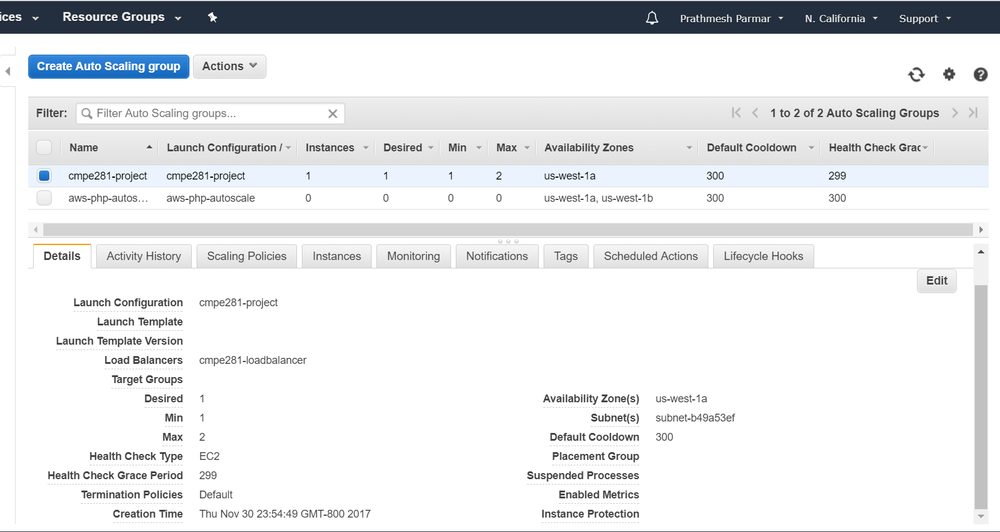 ices Resource Groups Prathmesh Parmar N. California Support
Create Auto Scaling group Actions
Filter: Filter Auto Scaling groups... 1 to 2 of 2 Auto Scaling Groups
Name Launch Configuration / Instances Desired Min Max Availability Zones Default Cooldown Health Check Grac
cmpe281-project cmpe281-project 1 1 1 2 us-west-1a 300 299
aws-php-autos… aws-php-autoscale 0 0 0 0 us-west-1a, us-west-1b 300 300
Details Activity History Scaling Policies Instances Monitoring Notifications Tags Scheduled Actions Lifecycle Hooks
Edit
Launch Configuration cmpe281-project
Launch Template
Launch Template Version
Load Balancers cmpe281-loadbalancer
Target Groups
Desired 1 Availability Zone(s) us-west-1a
Min 1 Subnet(s) subnet-b49a53ef
Max 2 Default Cooldown 300
Health Check Type EC2 Placement Group
Health Check Grace Period 299 Suspended Processes
Termination Policies Default Enabled Metrics
Creation Time Thu Nov 30 23:54:49 GMT-800 2017 Instance Protection